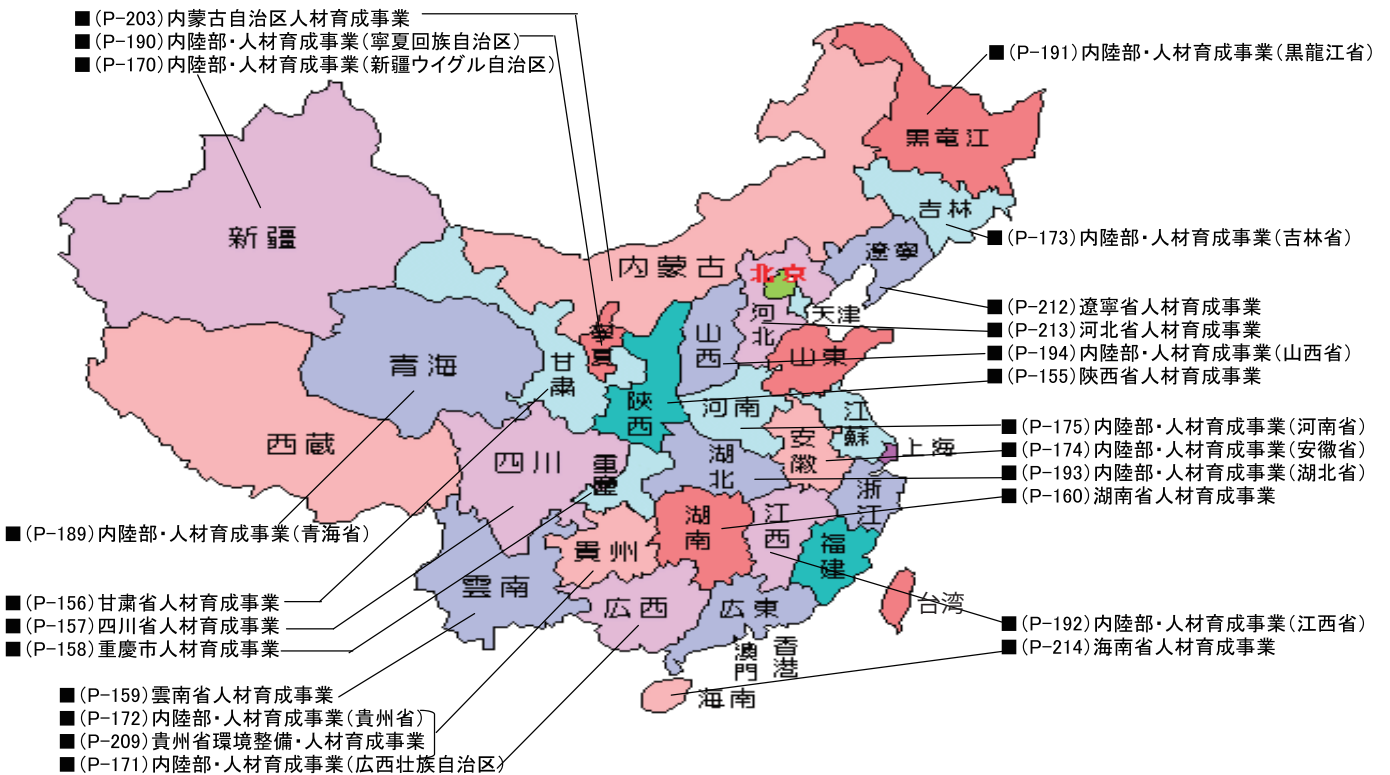 ■(P-203)内蒙古自治区人材育成事業
■(P-190)内陸部・人材育成事業(寧夏回族自治区)
■(P-170)内陸部・人材育成事業(新疆ウイグル自治区)
■(P-191)内陸部・人材育成事業(黒龍江省)
黒竜江
吉林
■(P-173)内陸部・人材育成事業(吉林省)
新疆
遼寧
内蒙古
北京
■(P-212)遼寧省人材育成事業
天津
■(P-213)河北省人材育成事業
河北
山西
寧夏
■(P-194)内陸部・人材育成事業(山西省)
山東
甘肃
青海
■(P-155)陝西省人材育成事業
陝西
河南
江蘇
■(P-175)内陸部・人材育成事業(河南省)
西蔵
安徽
上海
■(P-174)内陸部・人材育成事業(安徽省)
四川
重慶
湖北
■(P-193)内陸部・人材育成事業(湖北省)
浙江
■(P-160)湖南省人材育成事業
湖南
江西
■(P-189)内陸部・人材育成事業(青海省)
貴州
福建
雲南
■(P-156)甘肃省人材育成事業
広西
広東
台湾
■(P-157)四川省人材育成事業
■(P-192)内陸部・人材育成事業(江西省)
■(P-158)重慶市人材育成事業
澳門
香港
■(P-214)海南省人材育成事業
海南
■(P-159)雲南省人材育成事業
■(P-172)内陸部・人材育成事業(貴州省)
■(P-209)貴州省環境整備・人材育成事業
■(P-171)内陸部・人材育成事業(広西壮族自治区)